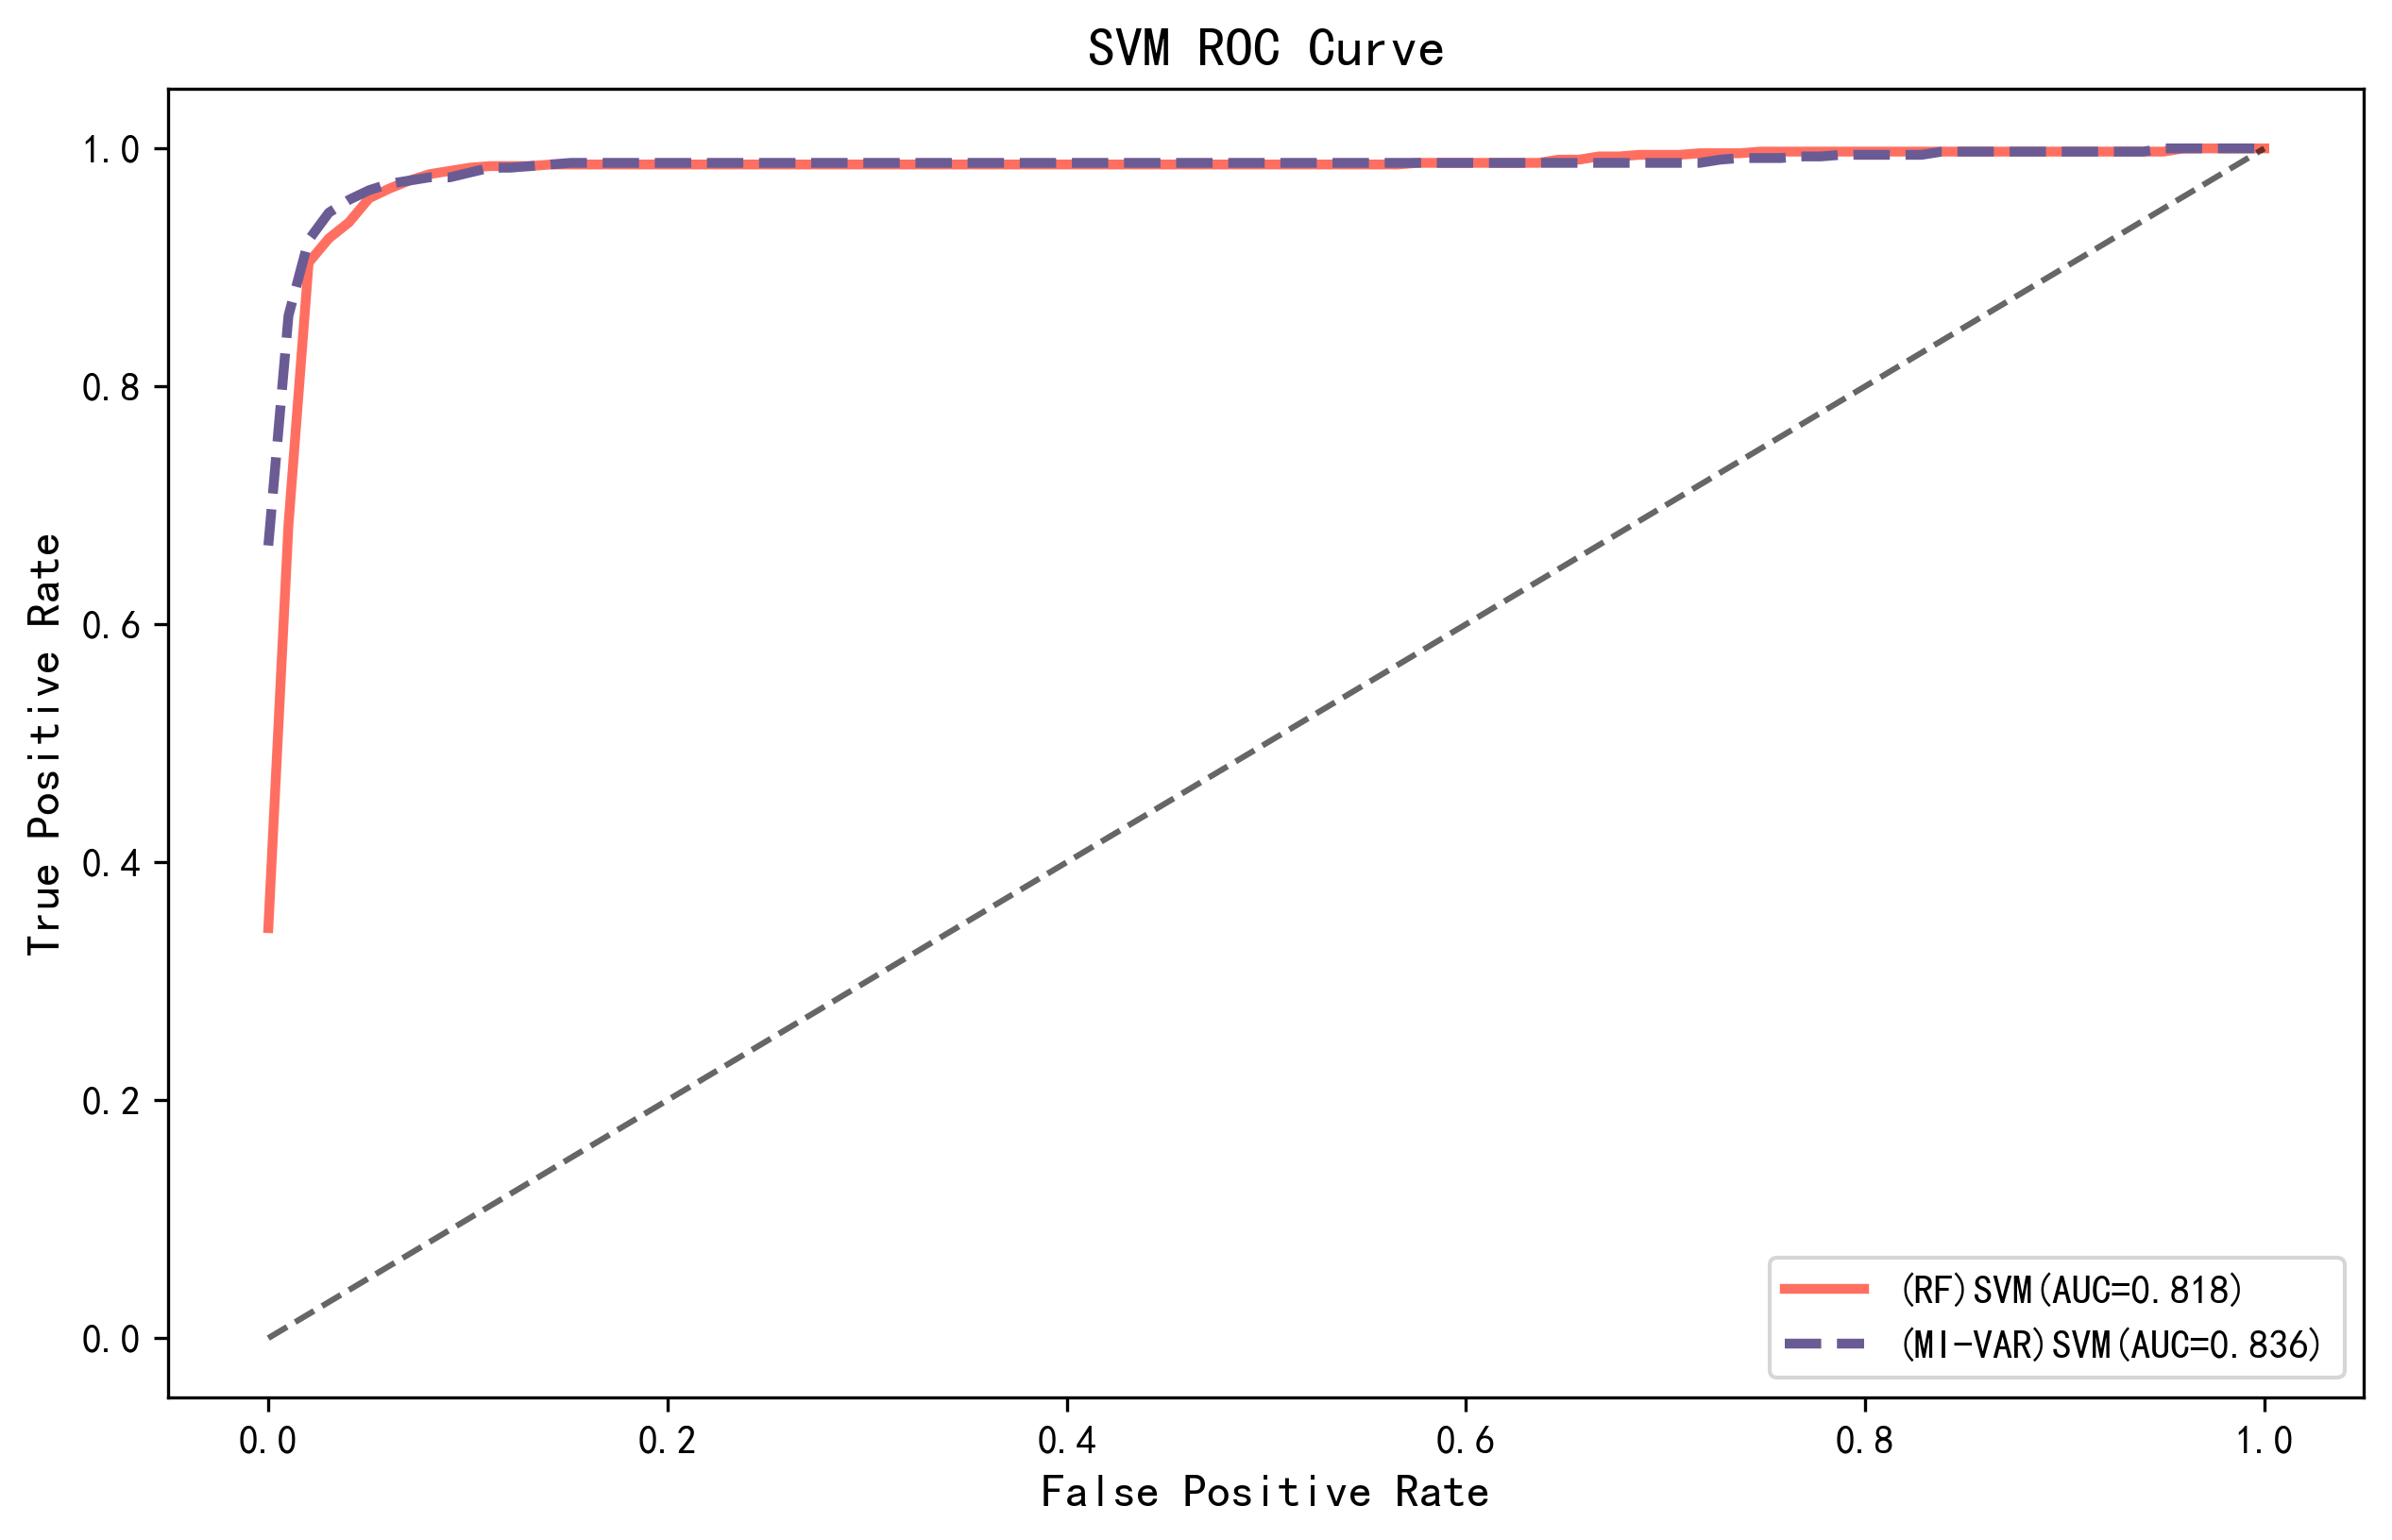 SVM ROC Curve
True Positive Rate
1.0
0.8
0.6
0.4
0.2
0.0
0.0 0.2 0.4 0.6 0.8 1.0
False Positive Rate
(RF)SVM(AUC=0.818)
(MI-VAR)SVM(AUC=0.836)